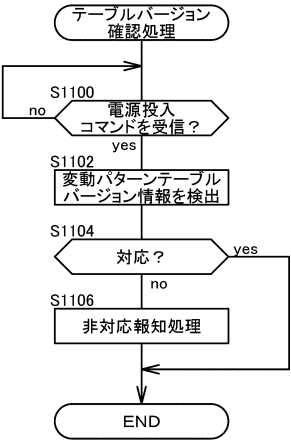 テーブルバージョン
確認処理
S1100
電源投入
コマンドを受信？
no
yes
S1102
変動パターンテーブル
バージョン情報を検出
S1104
対応？
yes
no
S1106
非対応報知処理
END